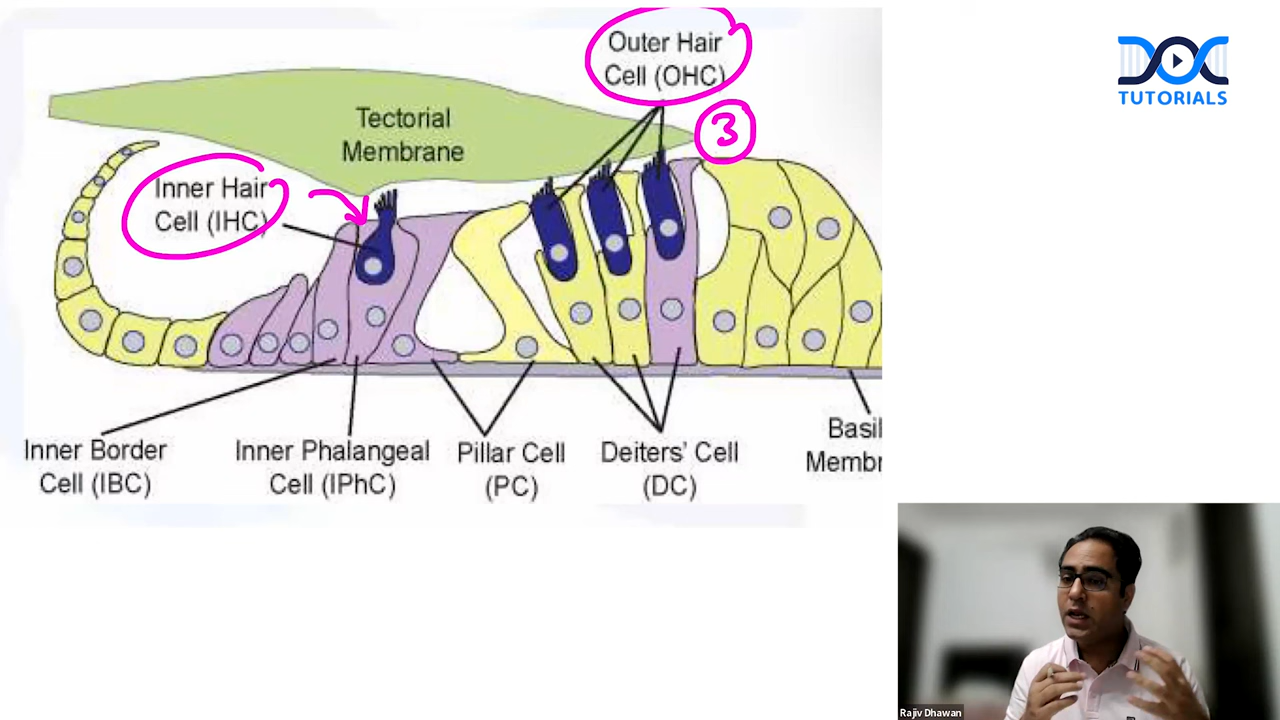 Outer Hair
Cell (OHC)
3
TUTORIALS
Tectorial
Membrane
Inner Hair
Cell (IHC)
Inner Border
Cell (IBC)
Inner Phalangeal
Cell (IPhC)
Pillar Cell
(PC)
Deiters' Cell
(DC)
Basil
Membr
Rajiv Dhawan